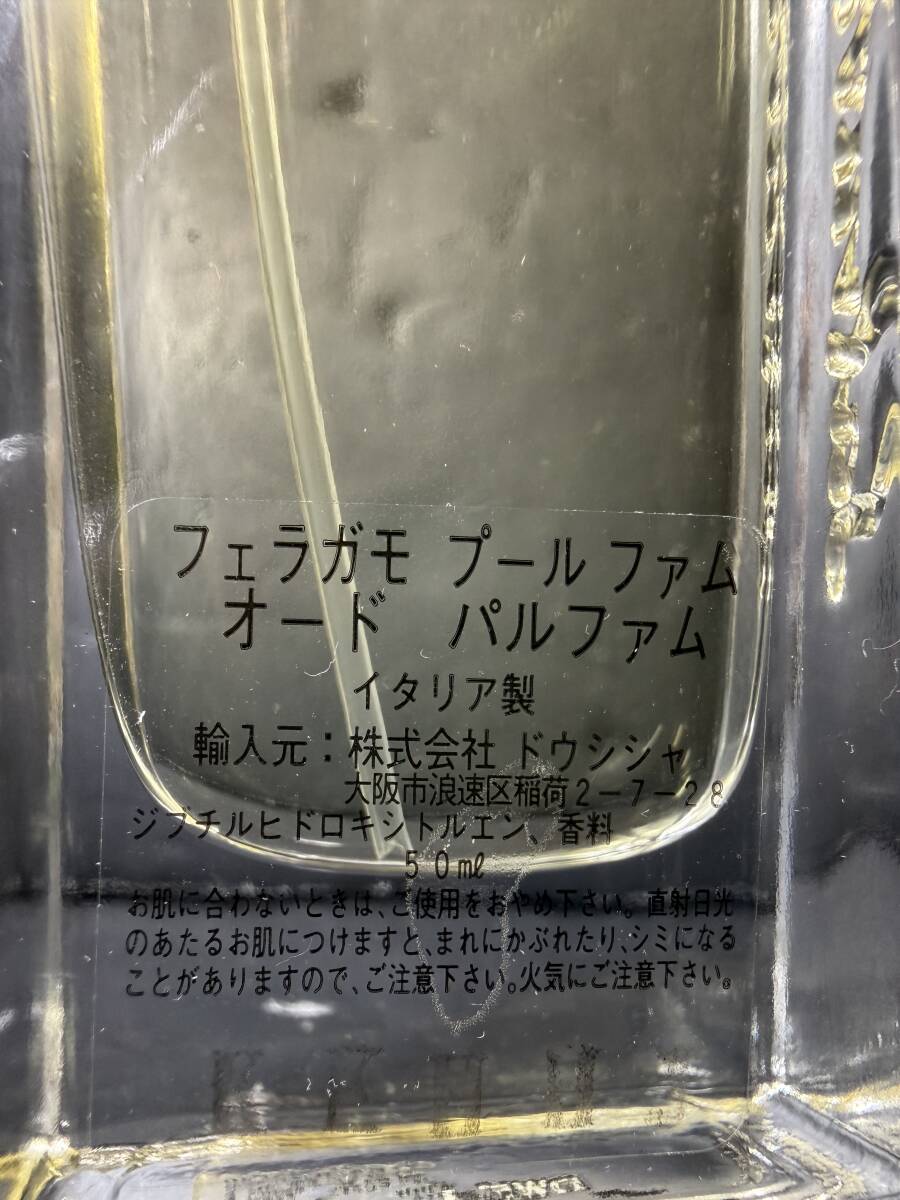 フェラガモ プール ファム
オード パルファム
イタリア製
輸入元：株式会社 ドウシシャ
大阪市浪速区稲荷2－7－28
ジブチルヒドロキシトルエン、香料
50㎖
お肌に合わないときは、ご使用をおやめ下さい。直射日光
のあたるお肌につけますと、まれにかぶれたり、シミになる
ことがありますので、ご注意下さい。火気にご注意下さい。